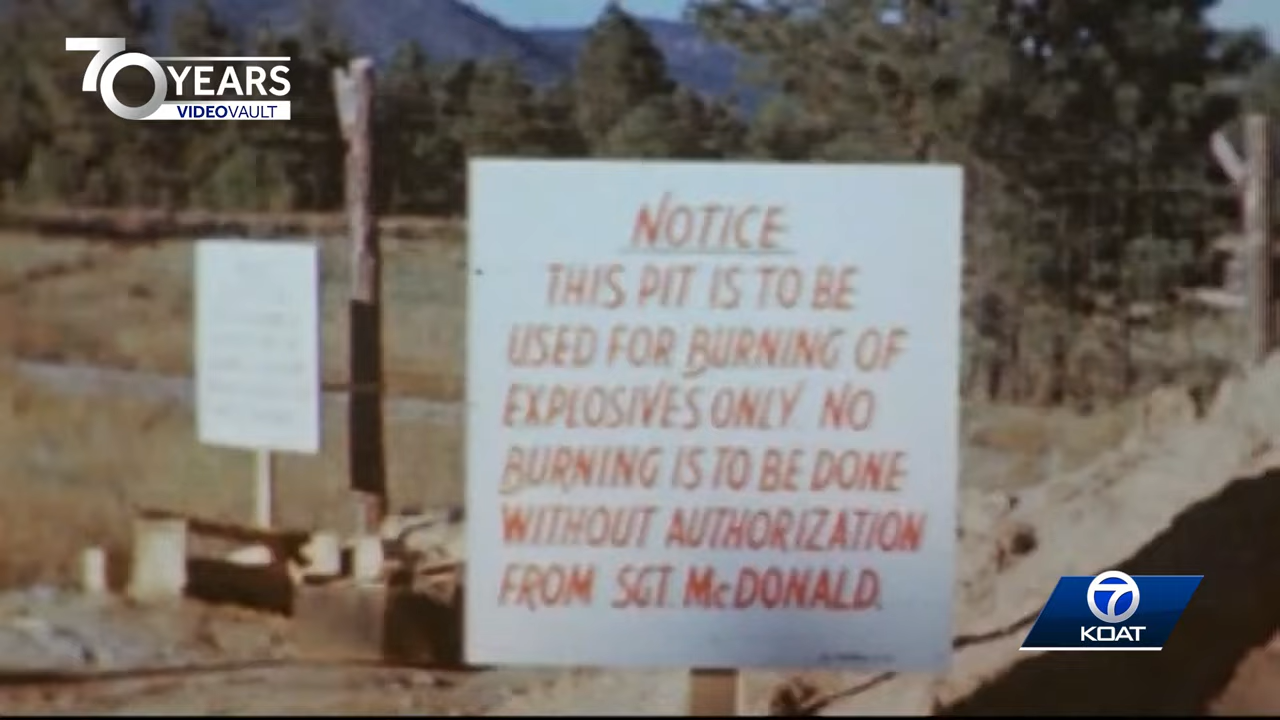 70 YEARS
VIDEOVAULT
NOTICE
THIS PIT IS TO BE
USED FOR BURNING OF
EXPLOSIVES ONLY. NO
BURNING IS TO BE DONE
WITHOUT AUTHORIZATION
FROM SGT. McDONALD.
7
KOAT